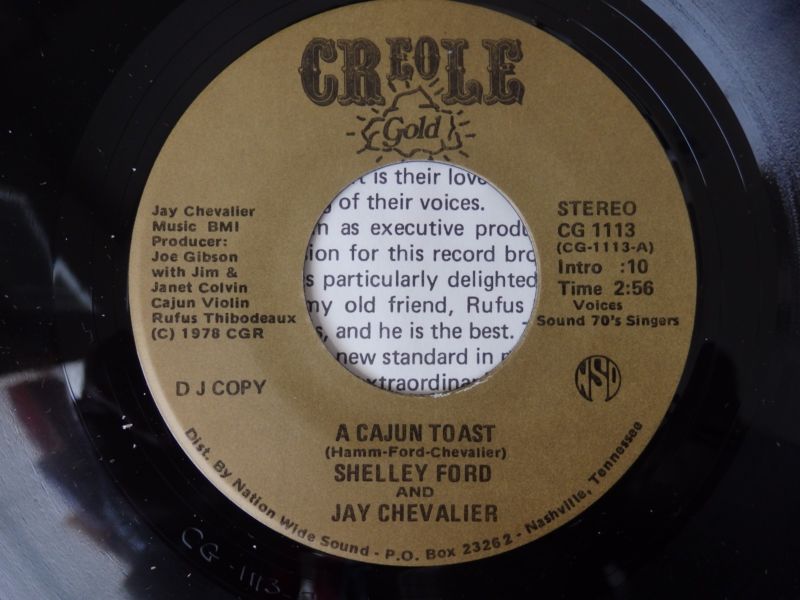 CREOLE
Gold
Jay Chevalier
Music BMI
Producer:
Joe Gibson
with Jim &
Janet Colvin
Cajun Violin
Rufus Thibodeaux
(C) 1978 CGR
D J COPY
is their love
of their voices.
as executive produ
ion for this record bro
s particularly delighted
my old friend, Rufus
and he is the best.
new standard in
xtraordina
STEREO
CG 1113
(CG-1113-A)
Intro :10
Time 2:56
Voices
Sound 70's Singers
NSD
A CAJUN TOAST
(Hamm-Ford-Chevalier)
SHELLEY FORD
AND
JAY CHEVALIER
Dist. By Nation Wide Sound - P.O. Box 23262 - Nashville, Tennessee
CG-1113